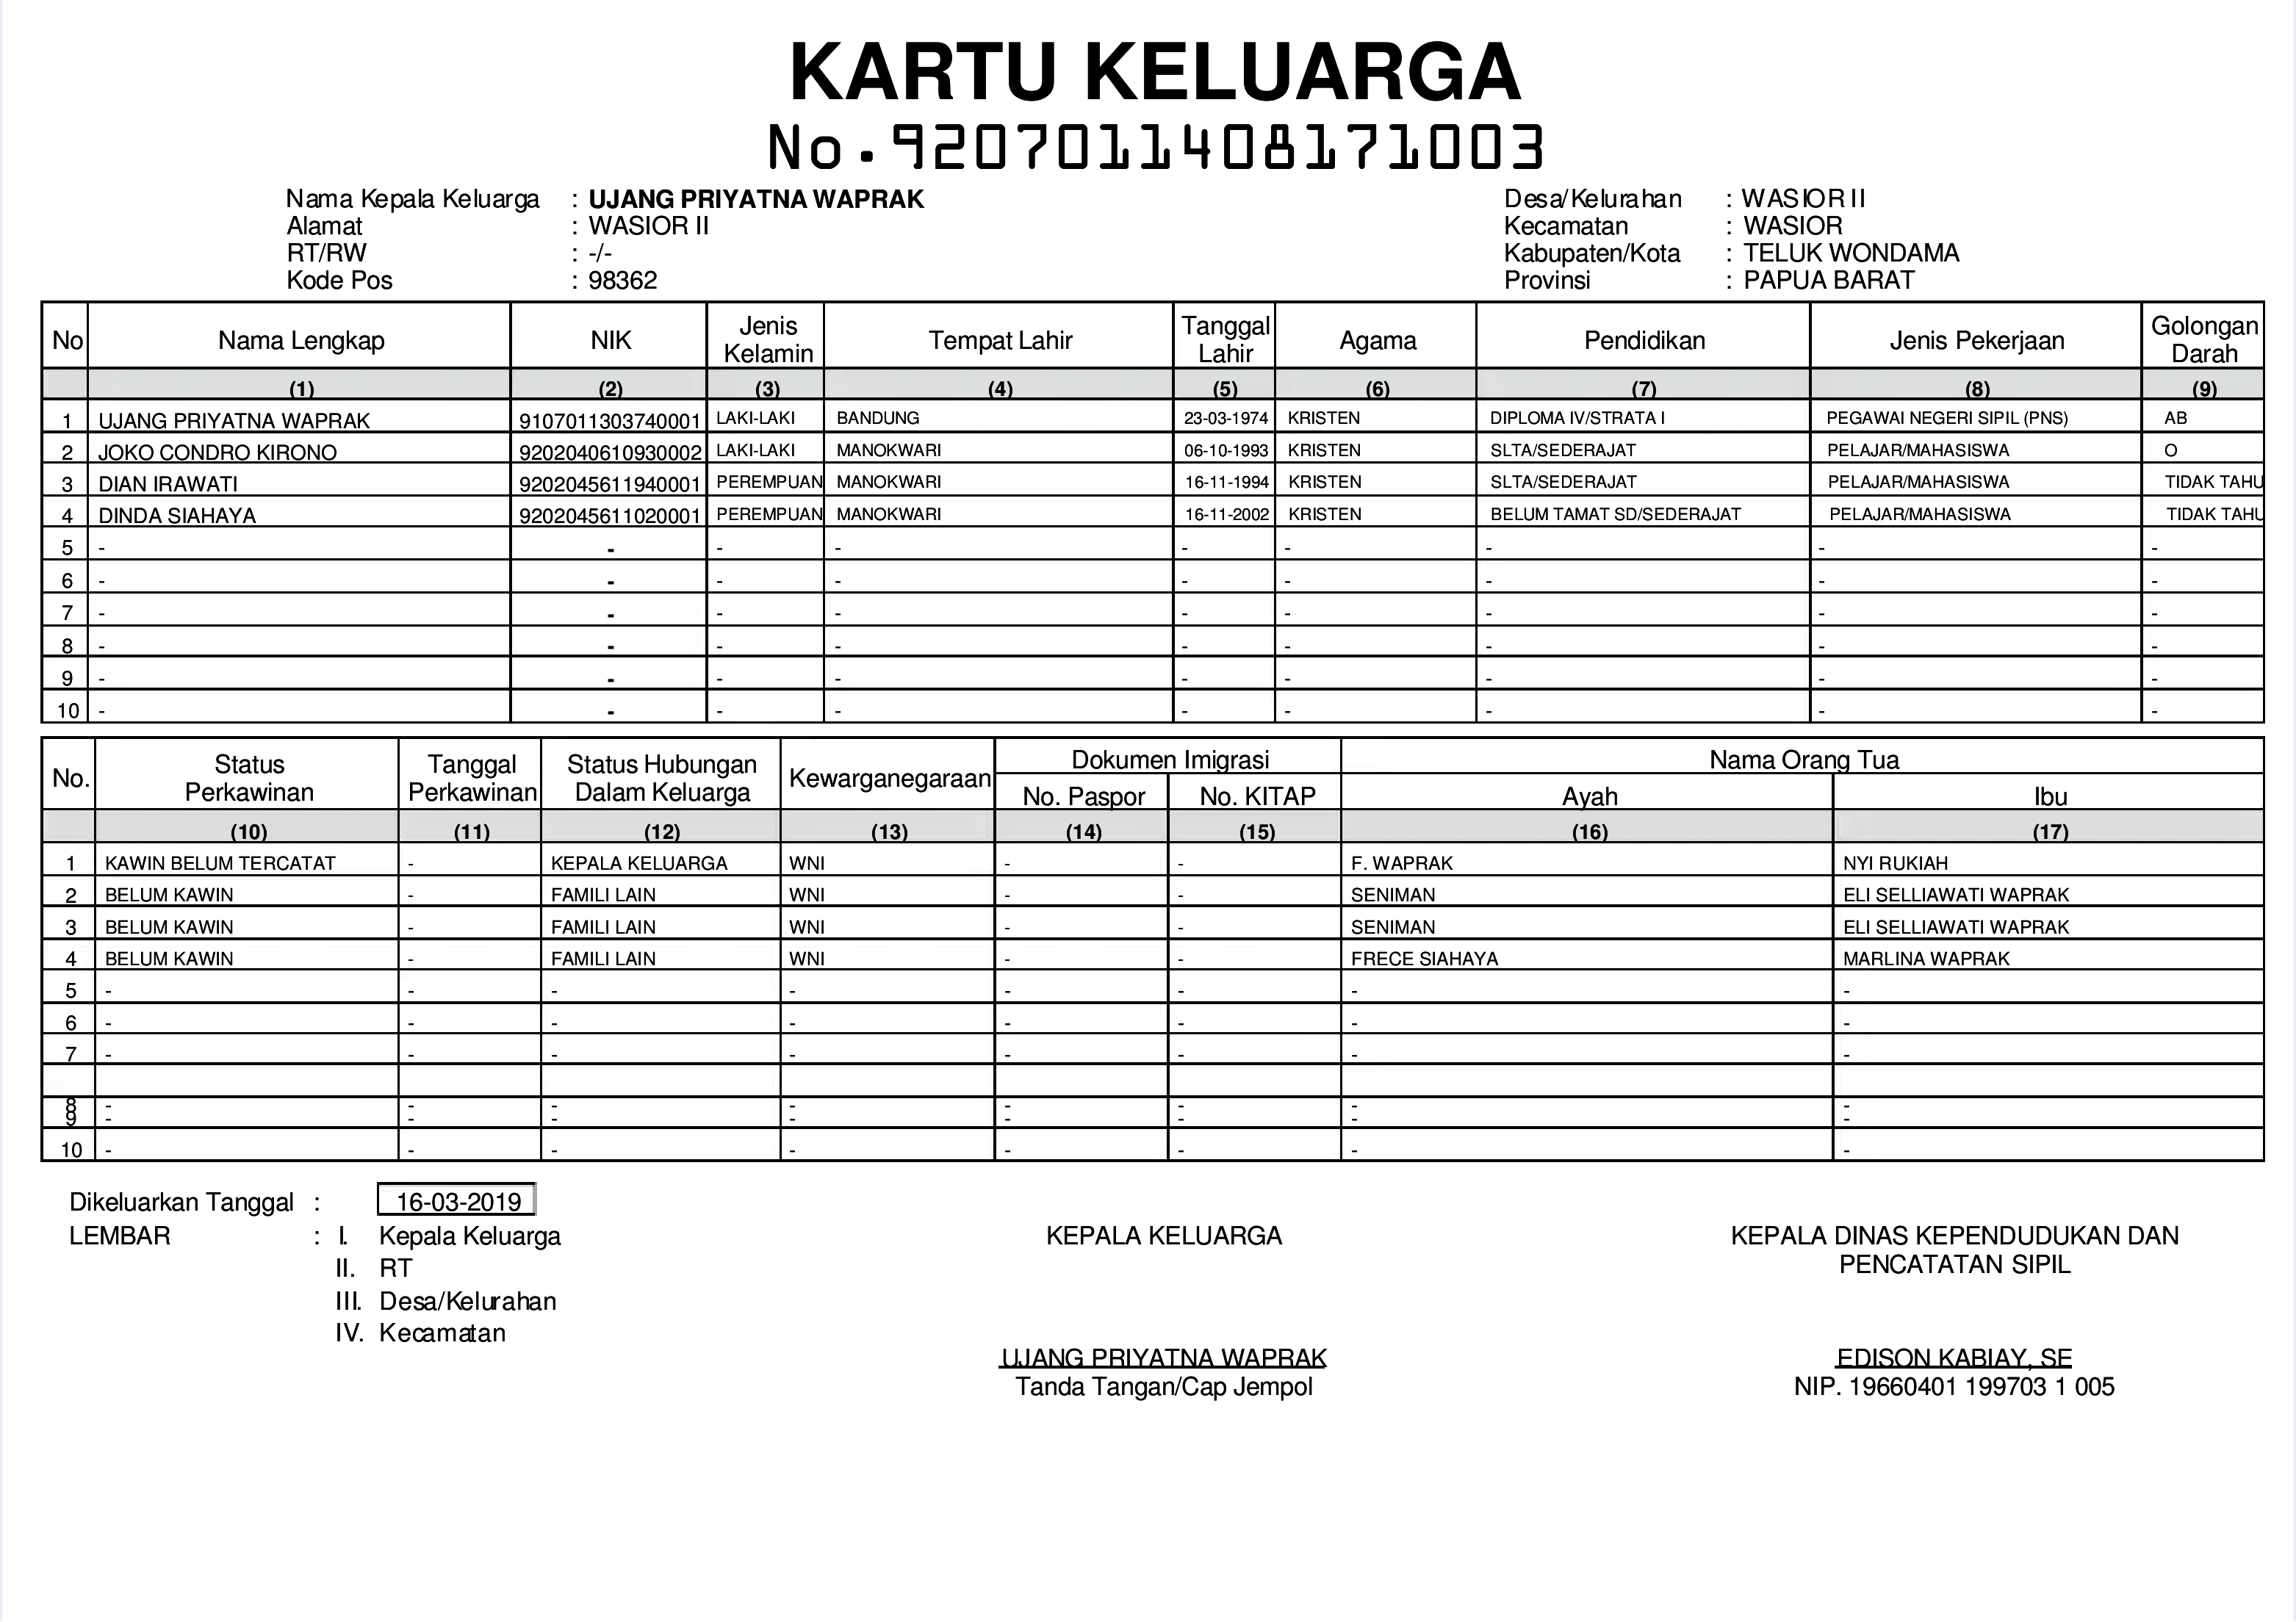 KARTU KELUARGA
No.9207011408171003
Nama Kepala Keluarga : UJANG PRIYATNA WAPRAK
Alamat : WASIOR II
RT/RW : -/-
Kode Pos : 98362
Desa/Kelurahan : WASIOR II
Kecamatan : WASIOR
Kabupaten/Kota : TELUK WONDAMA
Provinsi : PAPUA BARAT
No Nama Lengkap NIK Jenis Kelamin Tempat Lahir Tanggal Lahir Agama Pendidikan Jenis Pekerjaan Golongan Darah
(1) (2) (3) (4) (5) (6) (7) (8) (9)
1 UJANG PRIYATNA WAPRAK 9107011303740001 LAKI-LAKI BANDUNG 23-03-1974 KRISTEN DIPLOMA IV/STRATA I PEGAWAI NEGERI SIPIL (PNS) AB
2 JOKO CONDRO KIRONO 9202040610930002 LAKI-LAKI MANOKWARI 06-10-1993 KRISTEN SLTA/SEDERAJAT PELAJAR/MAHASISWA O
3 DIAN IRAWATI 9202045611940001 PEREMPUAN MANOKWARI 16-11-1994 KRISTEN SLTA/SEDERAJAT PELAJAR/MAHASISWA TIDAK TAHU
4 DINDA SIAHAYA 9202045611020001 PEREMPUAN MANOKWARI 16-11-2002 KRISTEN BELUM TAMAT SD/SEDERAJAT PELAJAR/MAHASISWA TIDAK TAHU
5 - - - - - - - - -
6 - - - - - - - - -
7 - - - - - - - - -
8 - - - - - - - - -
9 - - - - - - - - -
10 - - - - - - - - -
No. Status Perkawinan Tanggal Perkawinan Status Hubungan Dalam Keluarga Kewarganegaraan Dokumen Imigrasi Nama Orang Tua
No. Paspor No. KITAP Ayah Ibu
(10) (11) (12) (13) (14) (15) (16) (17)
1 KAWIN BELUM TERCATAT - KEPALA KELUARGA WNI - - F. WAPRAK NYI RUKIAH
2 BELUM KAWIN - FAMILI LAIN WNI - - SENIMAN ELI SELLIAWATI WAPRAK
3 BELUM KAWIN - FAMILI LAIN WNI - - SENIMAN ELI SELLIAWATI WAPRAK
4 BELUM KAWIN - FAMILI LAIN WNI - - FRECE SIAHAYA MARLINA WAPRAK
5 - - - - - - - -
6 - - - - - - - -
7 - - - - - - - -
8 - - - - - - - -
9 - - - - - - - -
10 - - - - - - - -
Dikeluarkan Tanggal : 16-03-2019
LEMBAR : I. Kepala Keluarga
II. RT
III. Desa/Kelurahan
IV. Kecamatan
KEPALA KELUARGA
UJANG PRIYATNA WAPRAK
Tanda Tangan/Cap Jempol
KEPALA DINAS KEPENDUDUKAN DAN
PENCATATAN SIPIL
EDISON KABIAY, SE
NIP. 19660401 199703 1 005